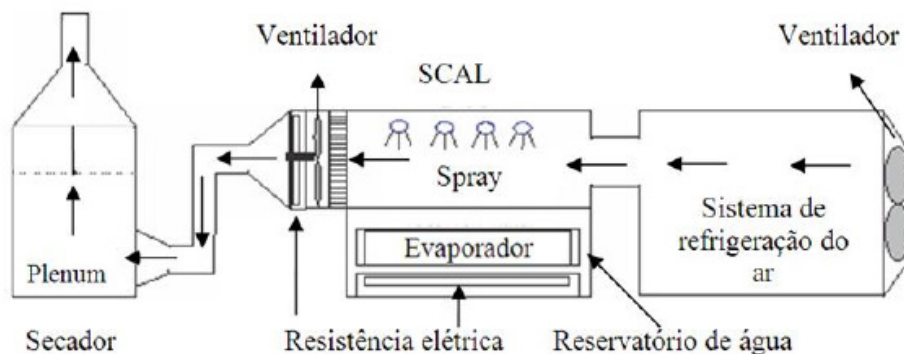 Ventilador
SCAL
Ventilador
Spray
Sistema de
refrigeração do
ar
Evaporador
Plenum
Secador
Resistência elétrica
Reservatório de água